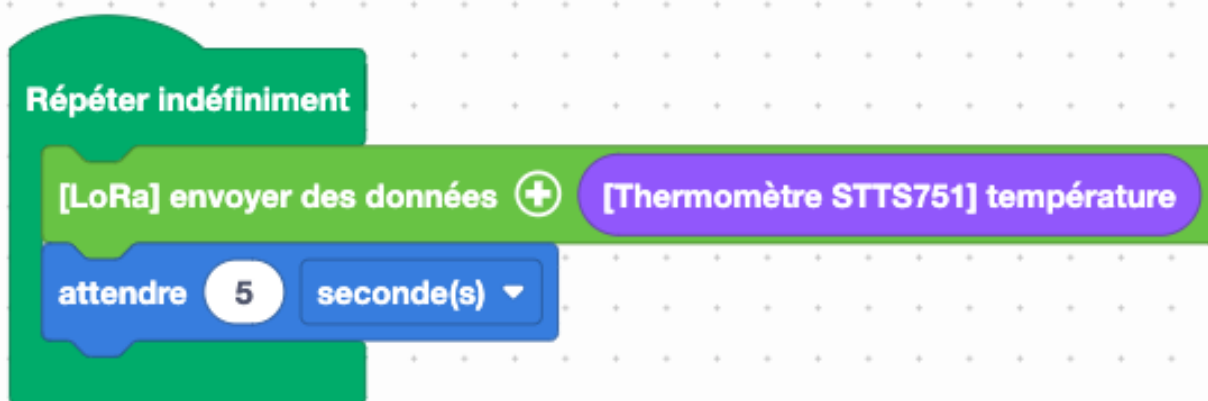 Répéter indéfiniment
[LoRa] envoyer des données + [Thermomètre STTS751] température
attendre 5 seconde(s)